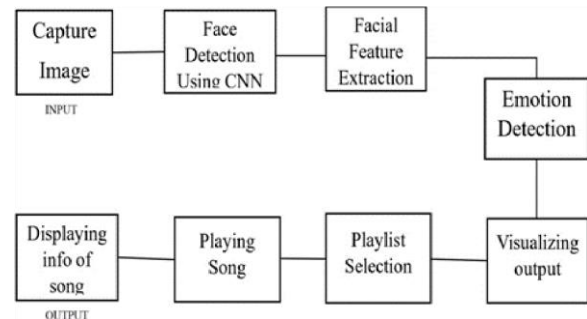 Capture
Image
INPUT
Face
Detection
Using CNN
Facial
Feature
Extraction
Emotion
Detection
Visualizing
output
Playlist
Selection
Playing
Song
Displaying
info of
song
OUTPUT